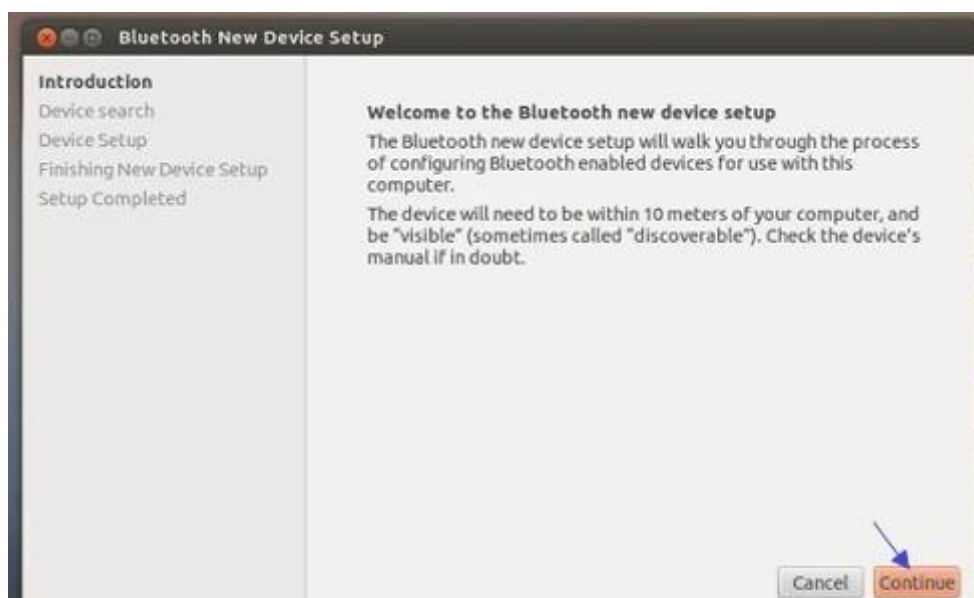 Bluetooth New Device Setup
Introduction
Device search
Device Setup
Finishing New Device Setup
Setup Completed
Welcome to the Bluetooth new device setup
The Bluetooth new device setup will walk you through the process
of configuring Bluetooth enabled devices for use with this
computer.
The device will need to be within 10 meters of your computer, and
be "visible" (sometimes called "discoverable"). Check the device's
manual if in doubt.
Cancel
Continue